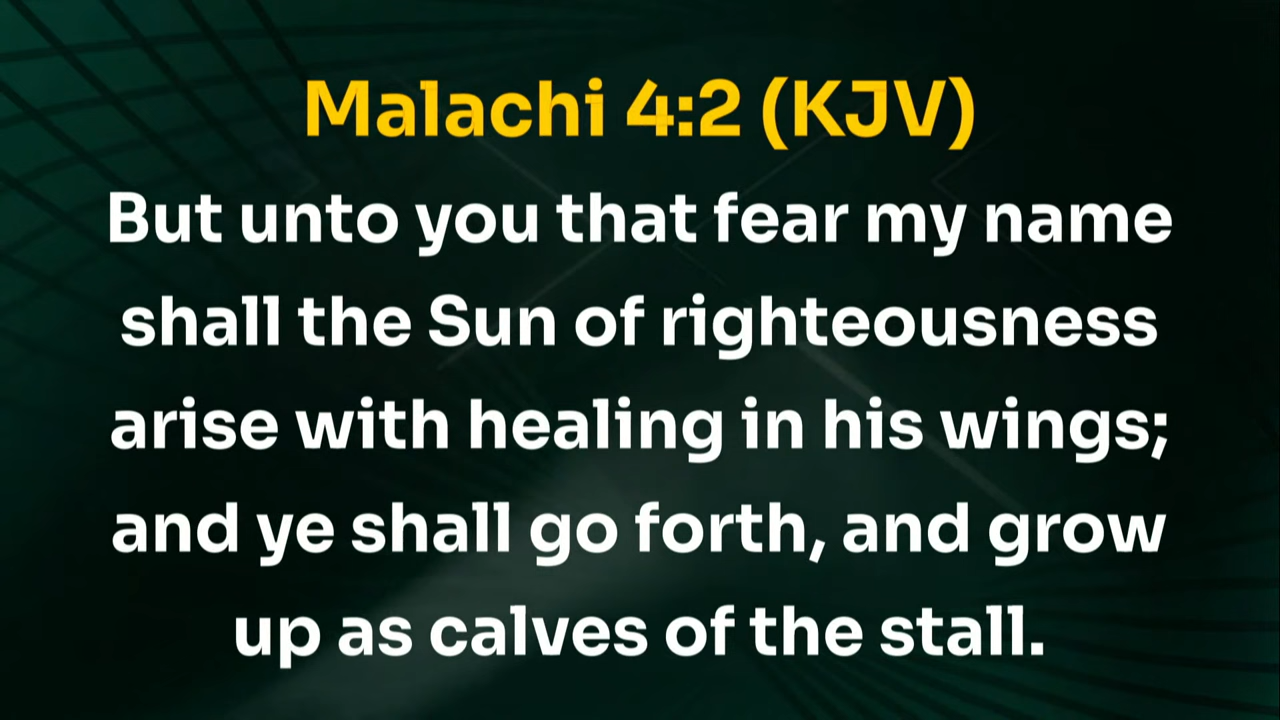 Malachi 4:2 (KJV)
But unto you that fear my name
shall the Sun of righteousness
arise with healing in his wings;
and ye shall go forth, and grow
up as calves of the stall.